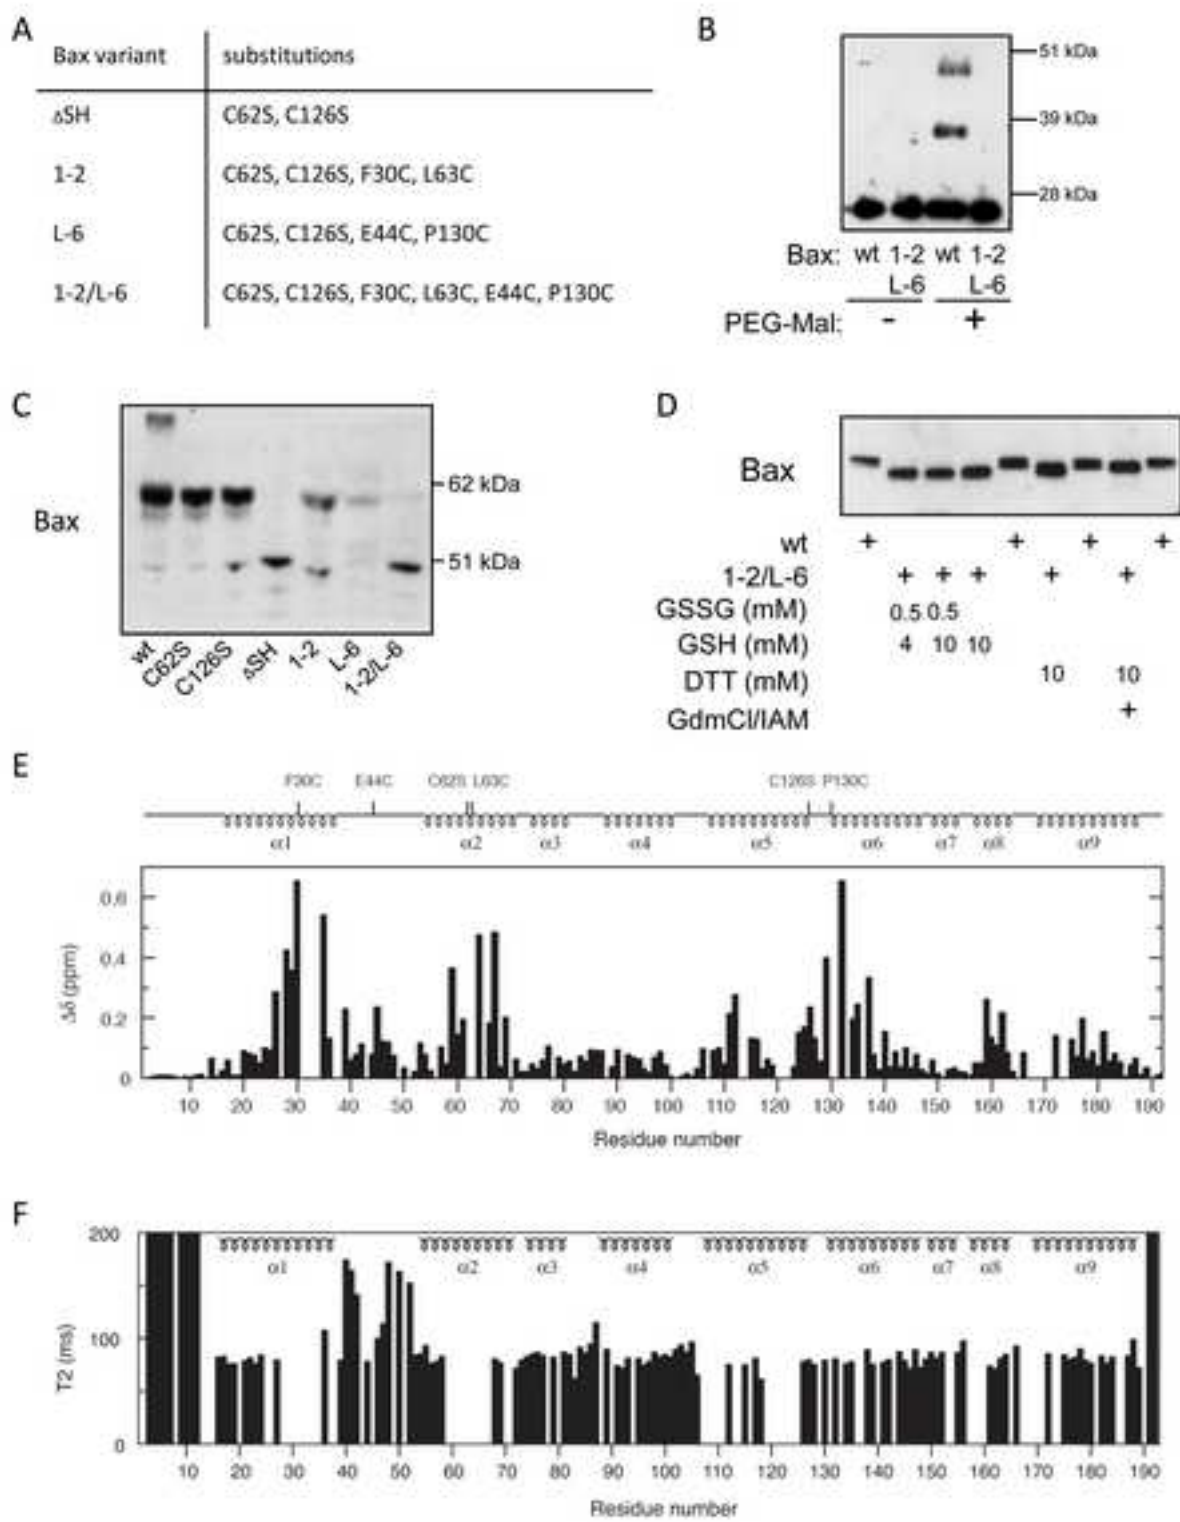 A
Bax variant substitutions
ΔSH C62S, C126S
1-2 C62S, C126S, F30C, L63C
L-6 C62S, C126S, E44C, P130C
1-2/L-6 C62S, C126S, F30C, L63C, E44C, P130C
B
51 kDa
39 kDa
28 kDa
Bax: wt 1-2 wt 1-2
L-6 L-6
PEG-Mal: - +
C
Bax
62 kDa
51 kDa
wt C62S C126S ΔSH 1-2 L-6 1-2/L-6
D
Bax
wt + + + +
1-2/L-6 + + + + +
GSSG (mM) 0.5 0.5
GSH (mM) 4 10 10
DTT (mM) 10 10
GdmCl/IAM +
E
F30C E44C C62S L63C C126S P130C
α1 α2 α3 α4 α5 α6 α7 α8 α9
0.6
0.4
0.2
0
Δδ (ppm)
10 20 30 40 50 60 70 80 90 100 110 120 130 140 150 160 170 180 190
Residue number
F
200
α1 α2 α3 α4 α5 α6 α7 α8 α9
100
T2 (ms)
0
10 20 30 40 50 60 70 80 90 100 110 120 130 140 150 160 170 180 190
Residue number